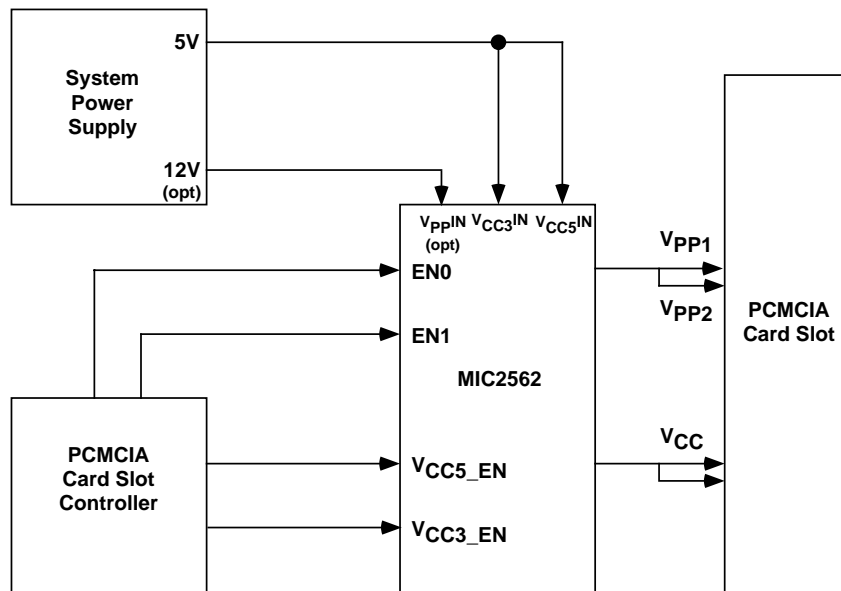 System
Power
Supply
5V
12V
(opt)
VPPIN
(opt)
VCC3IN
VCC5IN
EN0
EN1
MIC2562
VCC5_EN
VCC3_EN
PCMCIA
Card Slot
Controller
VPP1
VPP2
VCC
PCMCIA
Card Slot